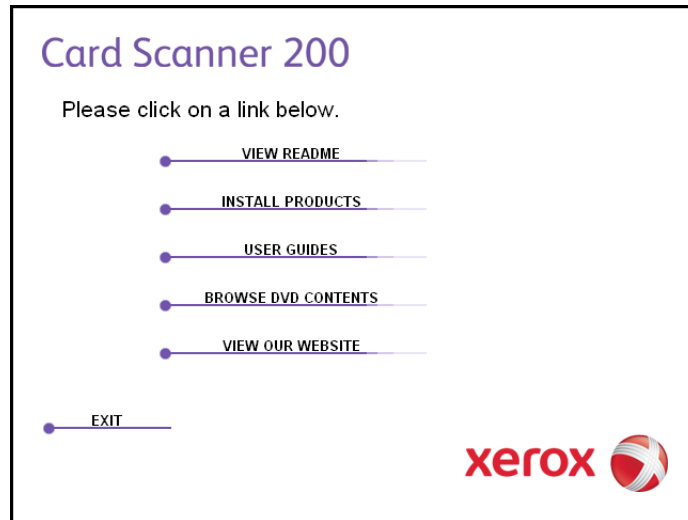 Card Scanner 200
Please click on a link below.
VIEW README
INSTALL PRODUCTS
USER GUIDES
BROWSE DVD CONTENTS
VIEW OUR WEBSITE
EXIT
xerox